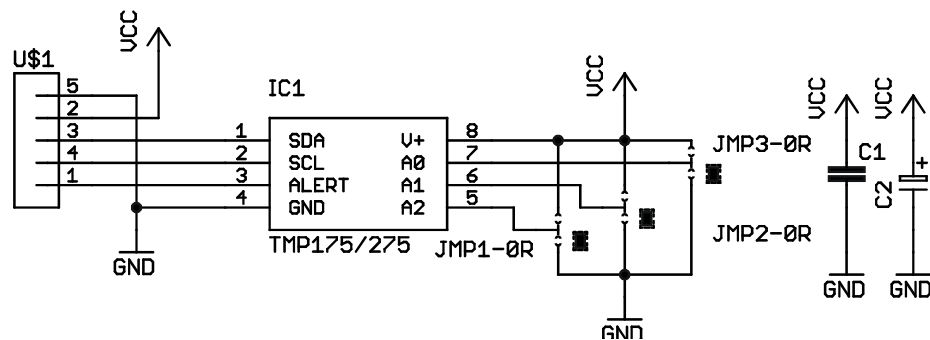 VCC
U$1
5
2
3
4
1
GND
IC1
1
2
3
4
SDA
SCL
ALERT
GND
V+
A0
A1
A2
8
7
6
5
TMP175/275
VCC
JMP3-0R
JMP1-0R
JMP2-0R
GND
VCC
C1
GND
VCC
+
C2
GND